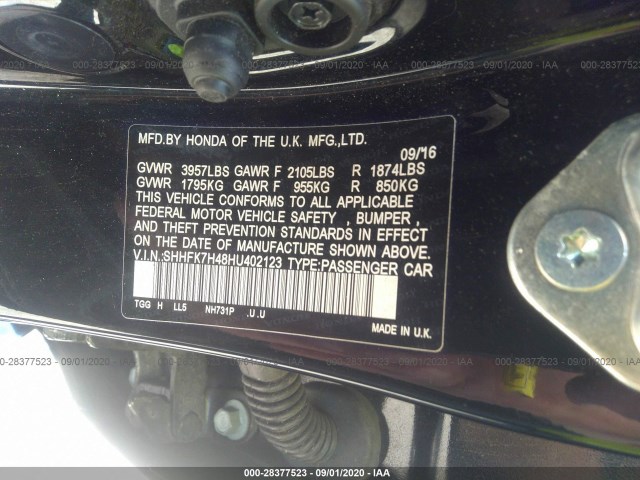 000-28377523 - 09/01/2020 - IAA
MFD.BY HONDA OF THE U.K. MFG.,LTD.
09/'16
GVWR 3957LBS GAWR F 2105LBS R 1874LBS
GVWR 1795KG GAWR F 955KG R 850KG
THIS VEHICLE CONFORMS TO ALL APPLICABLE
FEDERAL MOTOR VEHICLE SAFETY , BUMPER ,
AND THEFT PREVENTION STANDARDS IN EFFECT
ON THE DATE OF MANUFACTURE SHOWN ABOVE.
V.I.N.:SHHFK7H48HU402123 TYPE:PASSENGER CAR
TGG H LL5 NH731P .U.U
MADE IN U.K.
000-28377523 - 09/01/2020 - IAA